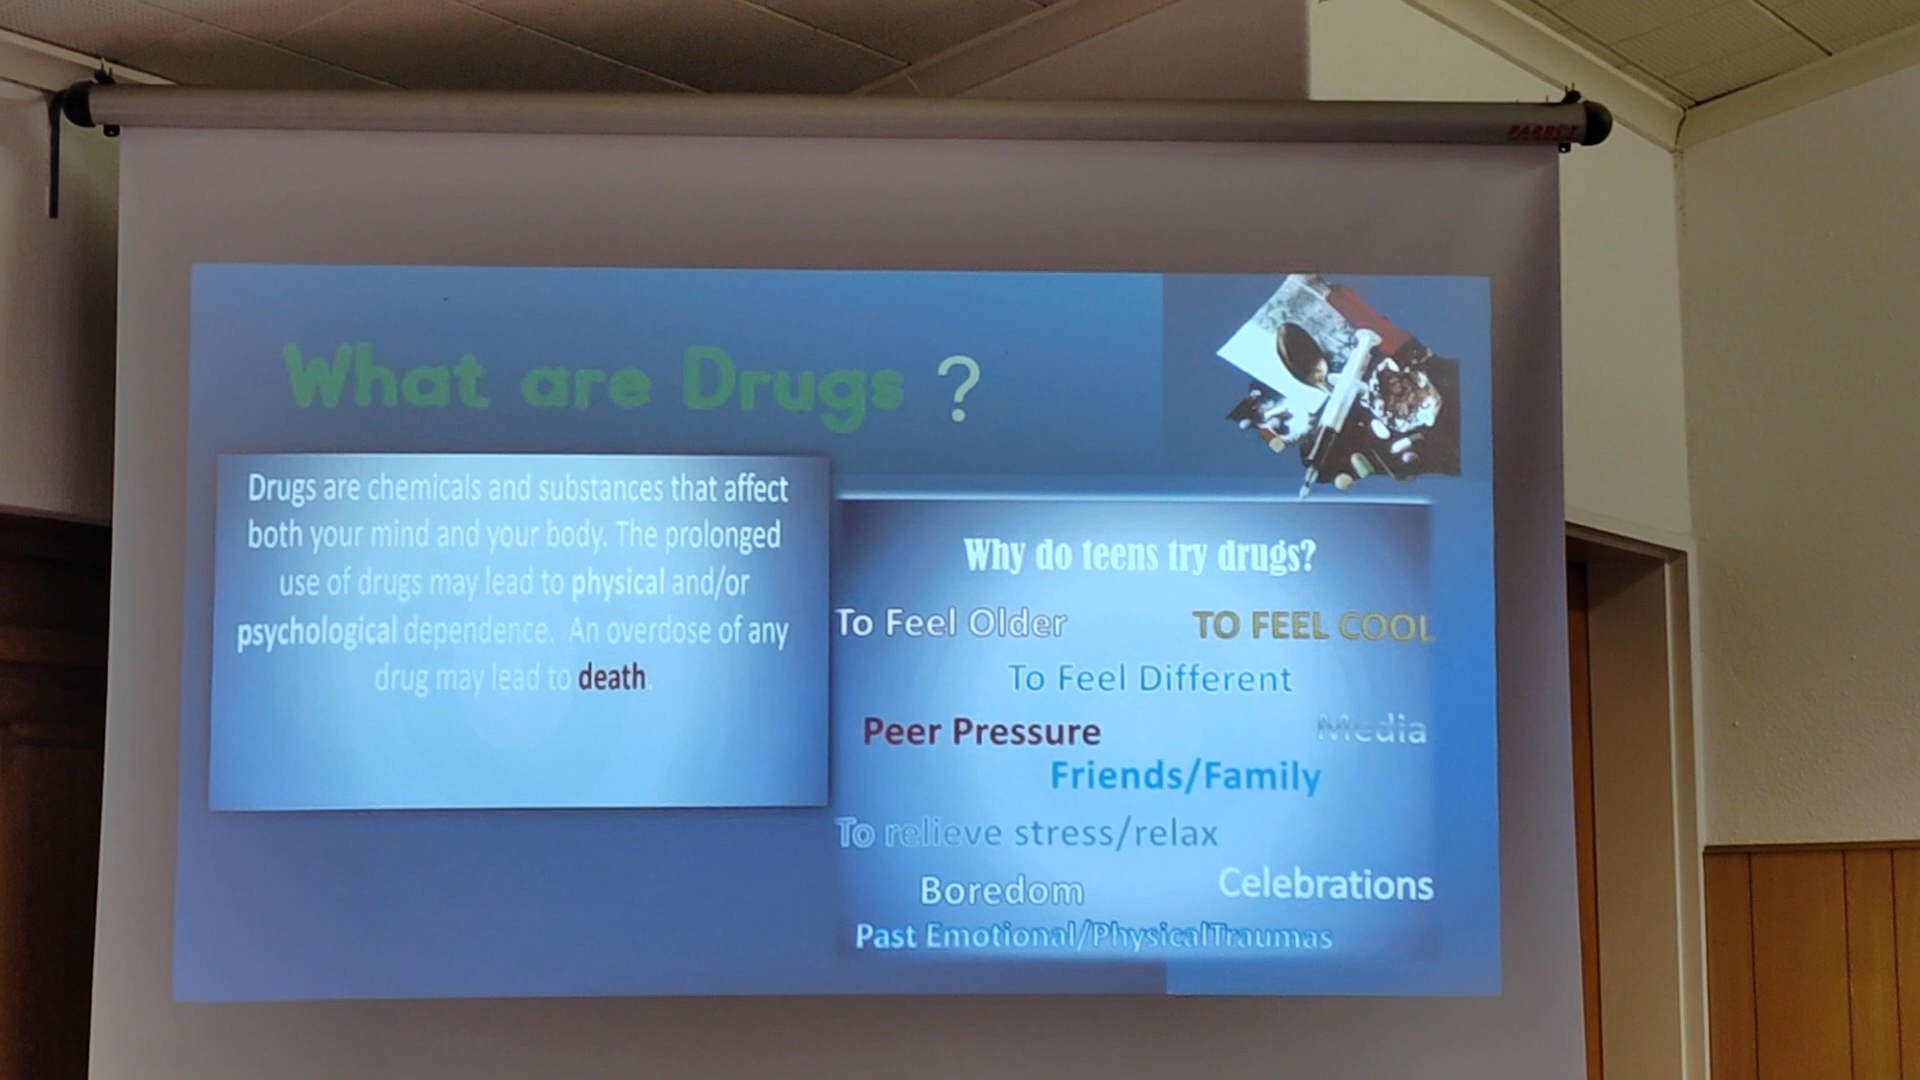 PARROT
What are Drugs ?
Drugs are chemicals and substances that affect
both your mind and your body. The prolonged
use of drugs may lead to physical and/or
psychological dependence. An overdose of any
drug may lead to death.
Why do teens try drugs?
To Feel Older TO FEEL COOL
To Feel Different
Peer Pressure Media
Friends/Family
To relieve stress/relax
Boredom Celebrations
Past Emotional/PhysicalTraumas